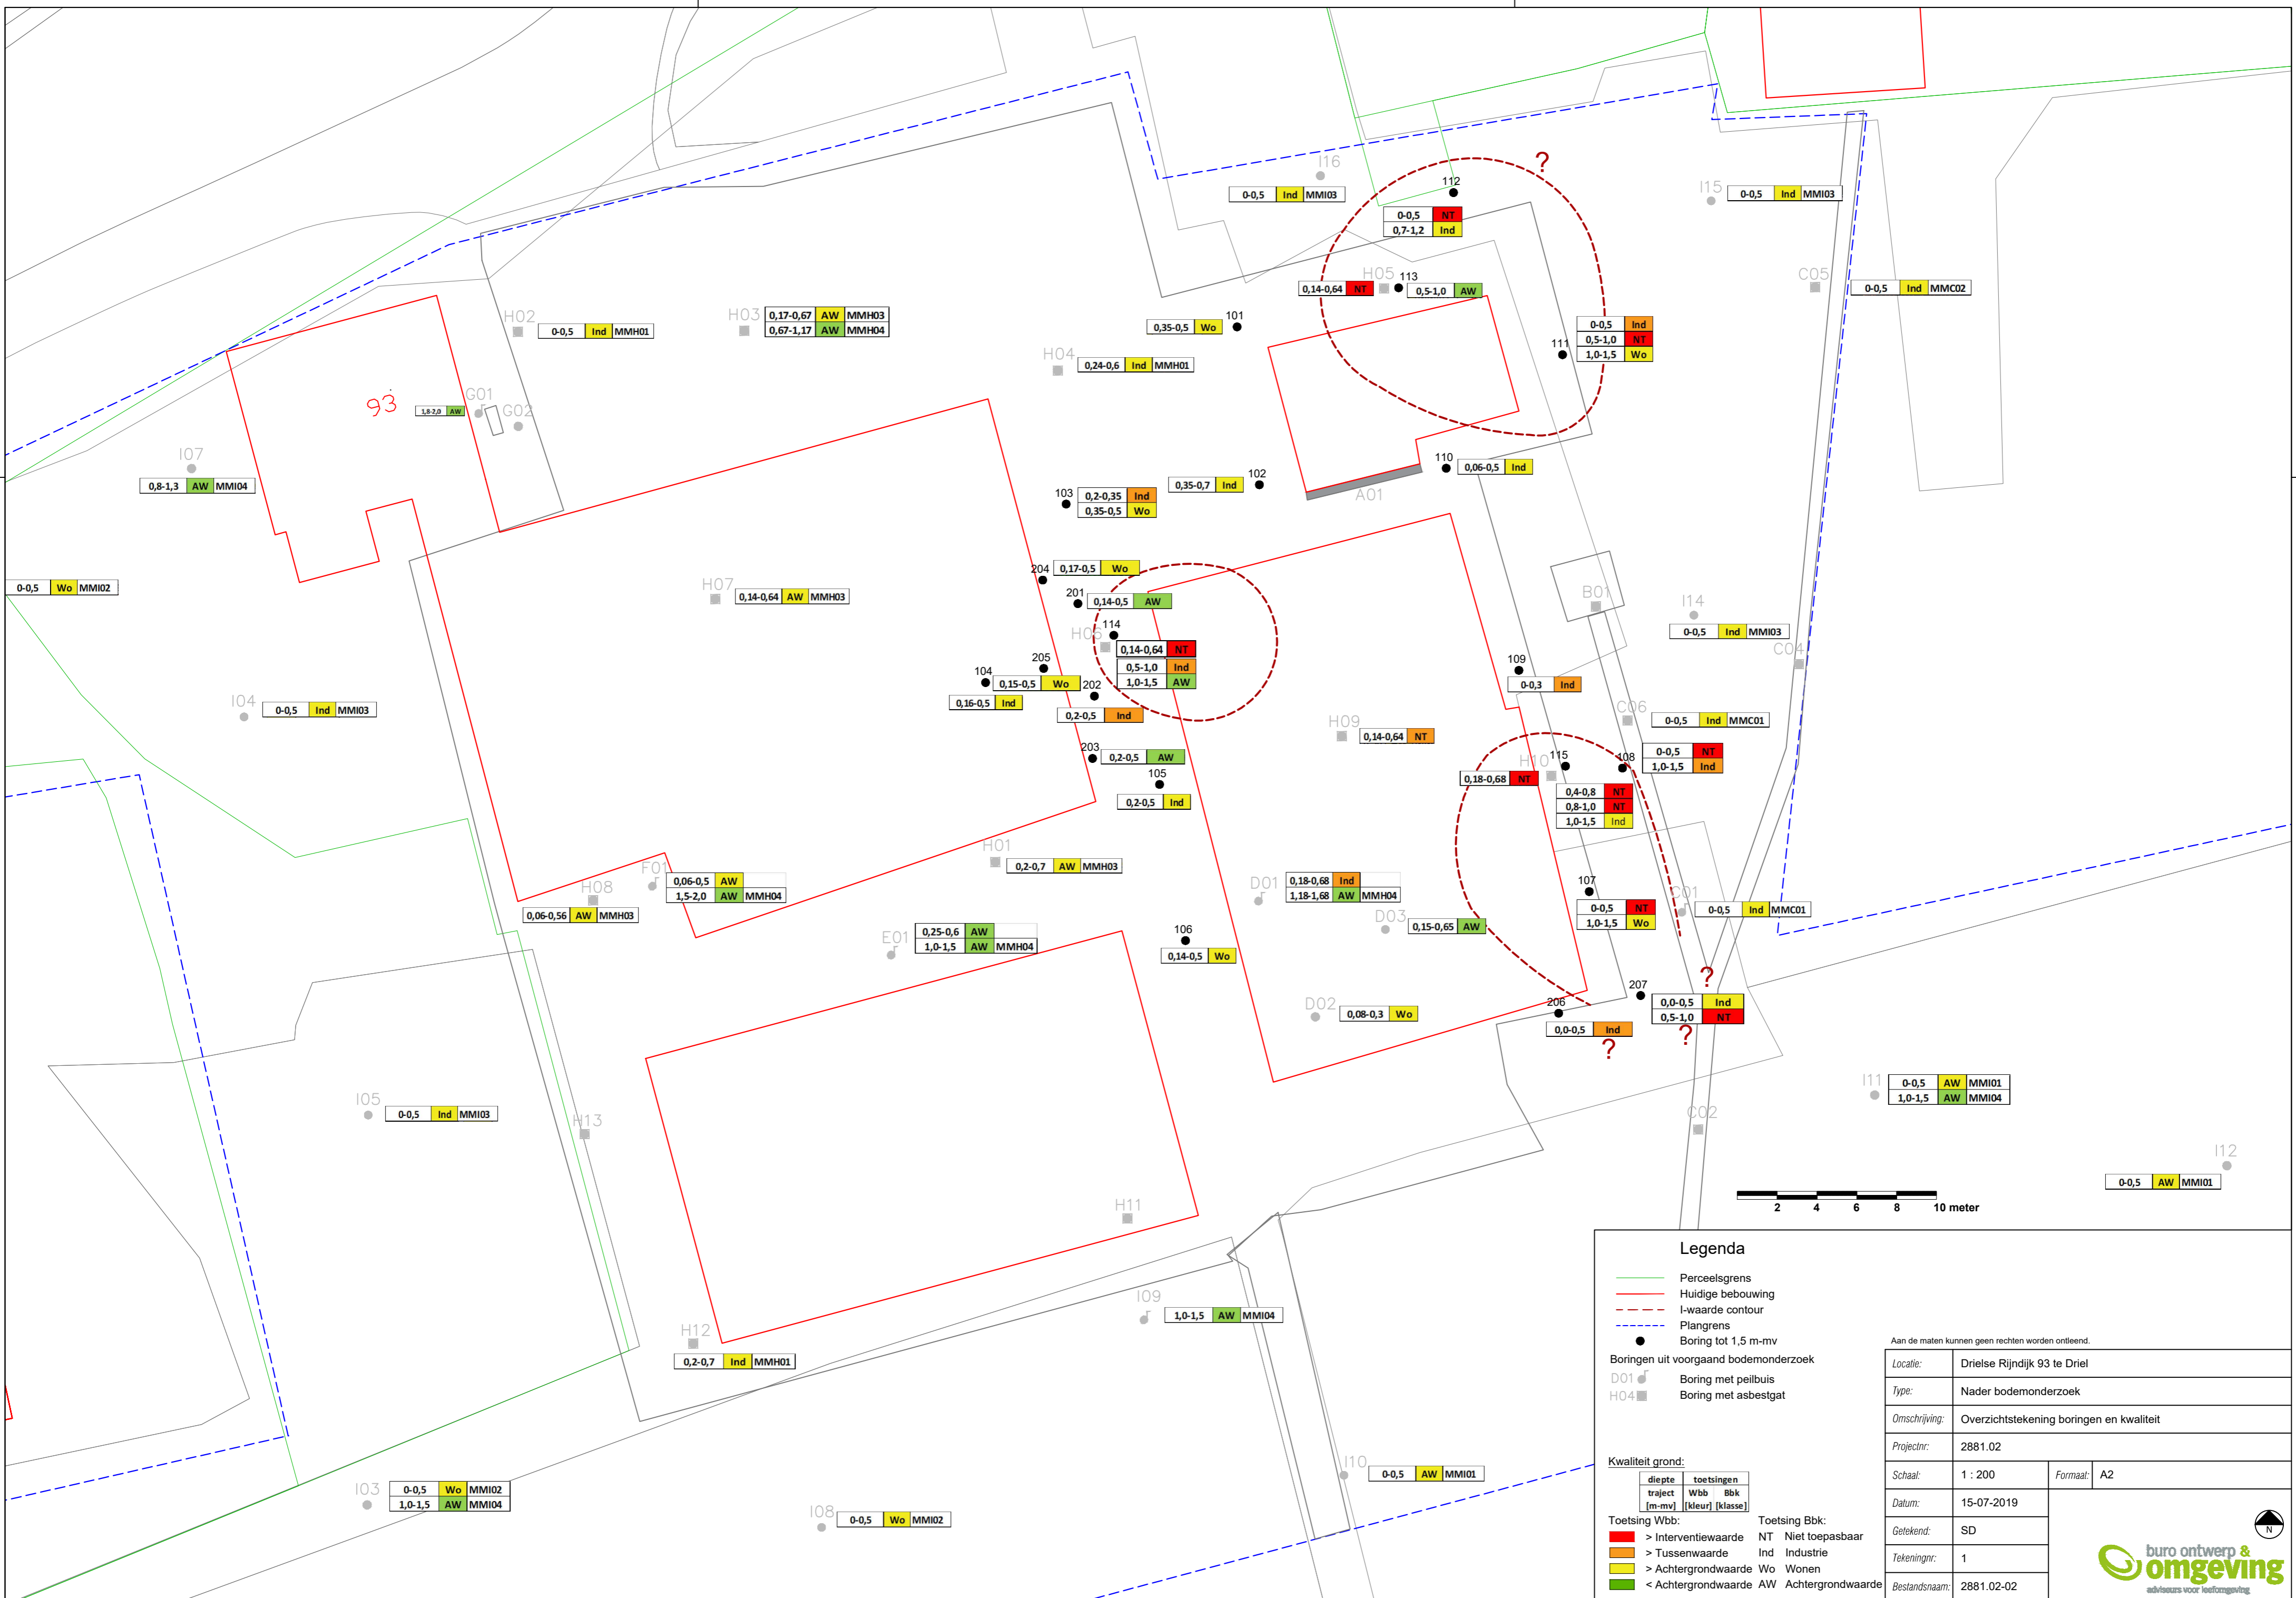 I16
0-0,5 Ind MMI03
112
0-0,5 NT
0,7-1,2 Ind
?
I15
0-0,5 Ind MMI03
H05
113
0,14-0,64 NT
0,5-1,0 AW
C05
0-0,5 Ind MMC02
H02
0-0,5 Ind MMH01
H03
0,17-0,67 AW MMH03
0,67-1,17 AW MMH04
0,35-0,5 Wo
101
H04
0,24-0,6 Ind MMH01
111
0-0,5 Ind
0,5-1,0 NT
1,0-1,5 Wo
93
1,8-2,0 AW
G01
G02
I07
0,8-1,3 AW MMI04
103
0,2-0,35 Ind
0,35-0,5 Wo
0,35-0,7 Ind
102
110
0,06-0,5 Ind
A01
0-0,5 Wo MMI02
H07
0,14-0,64 AW MMH03
204
0,17-0,5 Wo
201
0,14-0,5 AW
114
H06
0,14-0,64 NT
0,5-1,0 Ind
1,0-1,5 AW
B01
I14
0-0,5 Ind MMI03
C04
205
104
0,15-0,5 Wo
0,16-0,5 Ind
202
0,2-0,5 Ind
109
0-0,3 Ind
I04
0-0,5 Ind MMI03
H09
0,14-0,64 NT
C06
0-0,5 Ind MMC01
203
0,2-0,5 AW
105
0,2-0,5 Ind
0,18-0,68 NT
H10
115
108
0-0,5 NT
1,0-1,5 Ind
0,4-0,8 NT
0,8-1,0 NT
1,0-1,5 Ind
H01
0,2-0,7 AW MMH03
F01
0,06-0,5 AW
1,5-2,0 AW MMH04
H08
0,06-0,56 AW MMH03
D01
0,18-0,68 Ind
1,18-1,68 AW MMH04
D03
0,15-0,65 AW
107
0-0,5 NT
1,0-1,5 Wo
C01
0-0,5 Ind MMC01
E01
0,25-0,6 AW
1,0-1,5 AW MMH04
106
0,14-0,5 Wo
D02
0,08-0,3 Wo
206
0,0-0,5 Ind
?
207
?
0,0-0,5 Ind
0,5-1,0 NT
?
I05
0-0,5 Ind MMI03
H13
I11
0-0,5 AW MMI01
1,0-1,5 AW MMI04
C02
I12
0-0,5 AW MMI01
H11
2 4 6 8 10 meter
I09
1,0-1,5 AW MMI04
H12
0,2-0,7 Ind MMH01
I03
0-0,5 Wo MMI02
1,0-1,5 AW MMI04
I08
0-0,5 Wo MMI02
I10
0-0,5 AW MMI01
Legenda
Perceelsgrens
Huidige bebouwing
I-waarde contour
Plangrens
Boring tot 1,5 m-mv
Boringen uit voorgaand bodemonderzoek
D01 Boring met peilbuis
H04 Boring met asbestgat
Kwaliteit grond:
diepte toetsingen
traject Wbb Bbk
[m-mv] [kleur] [klasse]
Toetsing Wbb: Toetsing Bbk:
> Interventiewaarde NT Niet toepasbaar
> Tussenwaarde Ind Industrie
> Achtergrondwaarde Wo Wonen
< Achtergrondwaarde AW Achtergrondwaarde
Aan de maten kunnen geen rechten worden ontleend.
Locatie: Drielse Rijndijk 93 te Driel
Type: Nader bodemonderzoek
Omschrijving: Overzichtstekening boringen en kwaliteit
Projectnr: 2881.02
Schaal: 1 : 200 Formaat: A2
Datum: 15-07-2019
Getekend: SD
Tekeningnr: 1
Bestandsnaam: 2881.02-02
N
buro ontwerp &
omgeving
adviseurs voor leefomgeving